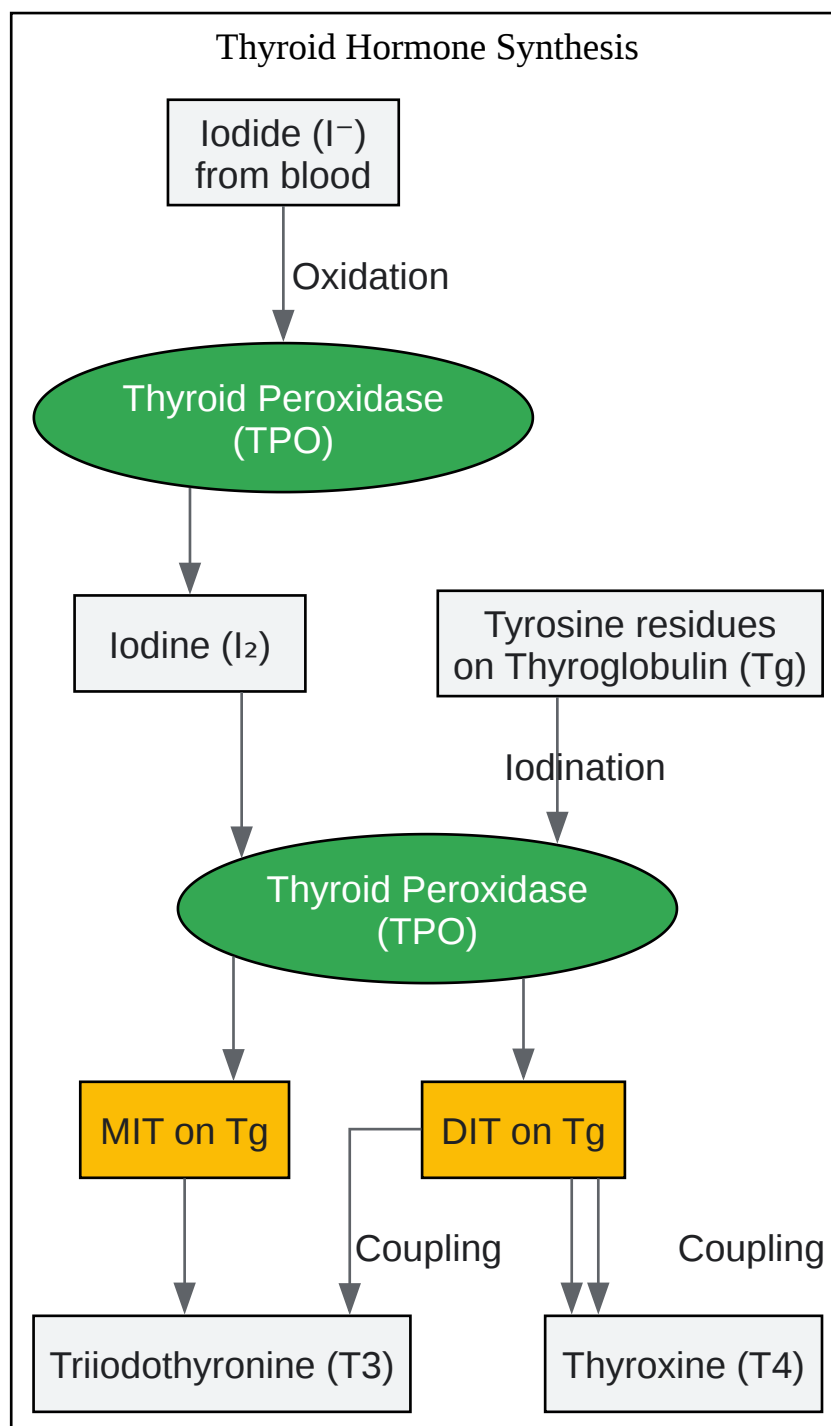 Thyroid Hormone Synthesis
Iodide (I⁻)
from blood
Oxidation
Thyroid Peroxidase
(TPO)
Iodine (I₂)
Tyrosine residues
on Thyroglobulin (Tg)
Iodination
Thyroid Peroxidase
(TPO)
MIT on Tg
DIT on Tg
Coupling
Coupling
Triiodothyronine (T3)
Thyroxine (T4)